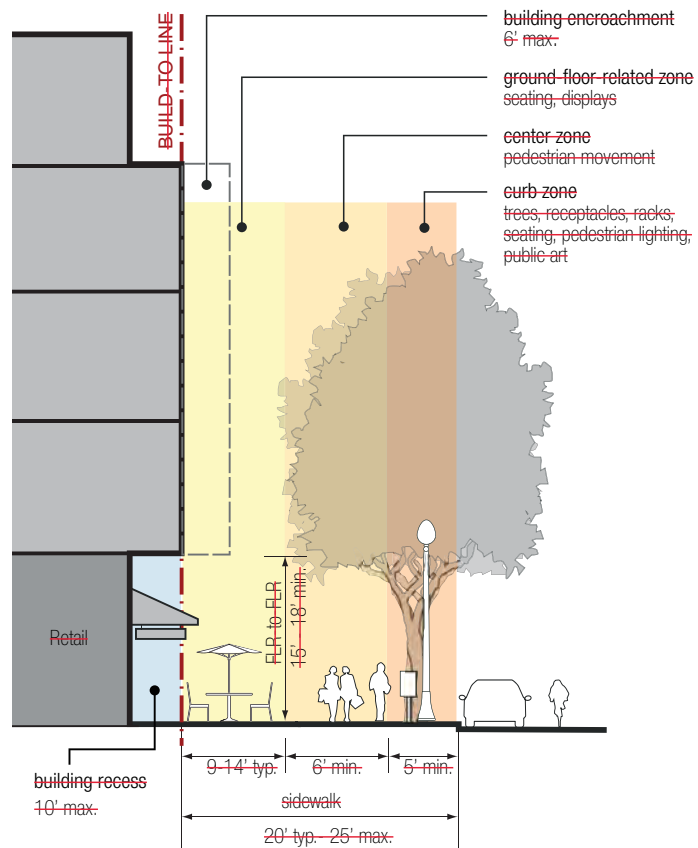 building encroachment
6' max.
BUILD-TO LINE
ground-floor-related zone
seating, displays
center zone
pedestrian movement
curb zone
trees, receptacles, racks,
seating, pedestrian lighting,
public art
FLR to FLR
15' - 18' min.
Retail
building recess
10' max.
9-14' typ.
6' min.
5' min.
sidewalk
20' typ.- 25' max.